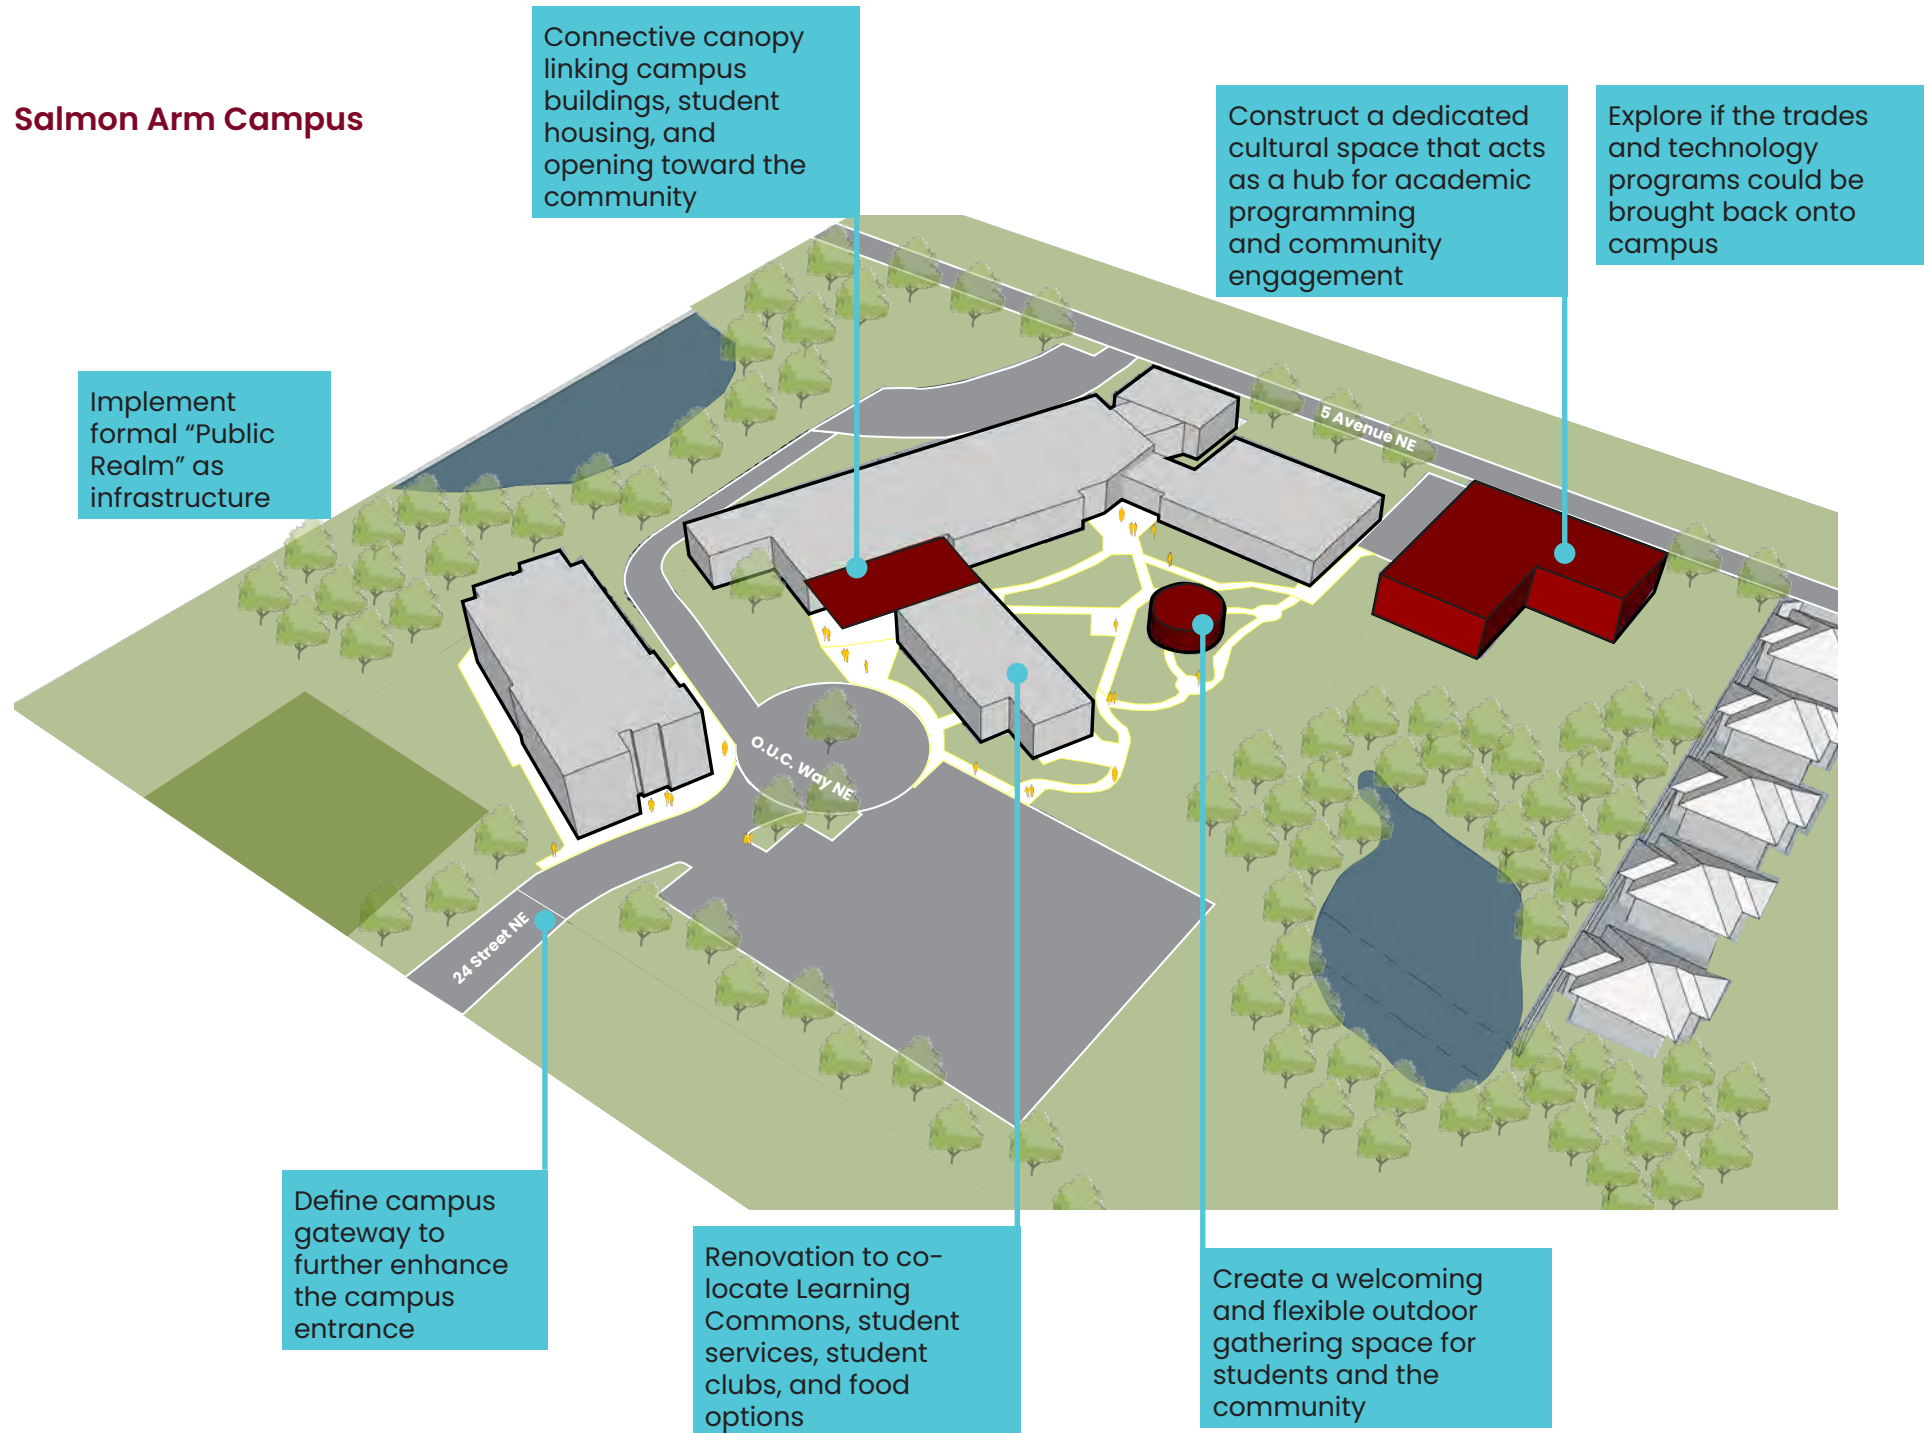 Salmon Arm Campus
Connective canopy
linking campus
buildings, student
housing, and
opening toward the
community
Construct a dedicated
cultural space that acts
as a hub for academic
programming
and community
engagement
Explore if the trades
and technology
programs could be
brought back onto
campus
Implement
formal “Public
Realm” as
infrastructure
5 Avenue NE
O.U.C. Way NE
24 Street NE
Define campus
gateway to
further enhance
the campus
entrance
Renovation to co-
locate Learning
Commons, student
services, student
clubs, and food
options
Create a welcoming
and flexible outdoor
gathering space for
students and the
community